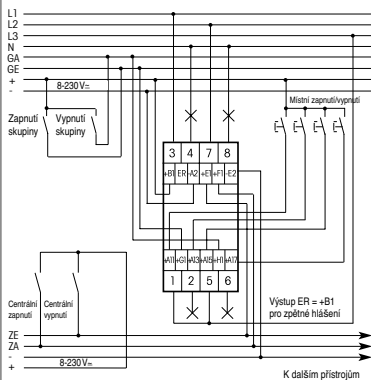 L1
L2
L3
N
GA
GE
+
-
8-230 V=
Zapnutí skupiny
Vypnutí skupiny
Místní zapnutí/vypnutí
3 4 7 8
+B1 ER -A2 +E1 +F1 -E2
+A11 +G1 +A13 +A15 +H1 +A17
1 2 5 6
Centrální zapnutí
Centrální vypnutí
Výstup ER = +B1
pro zpětné hlášení
ZE
ZA
-
+
8-230 V=
K dalším přístrojům